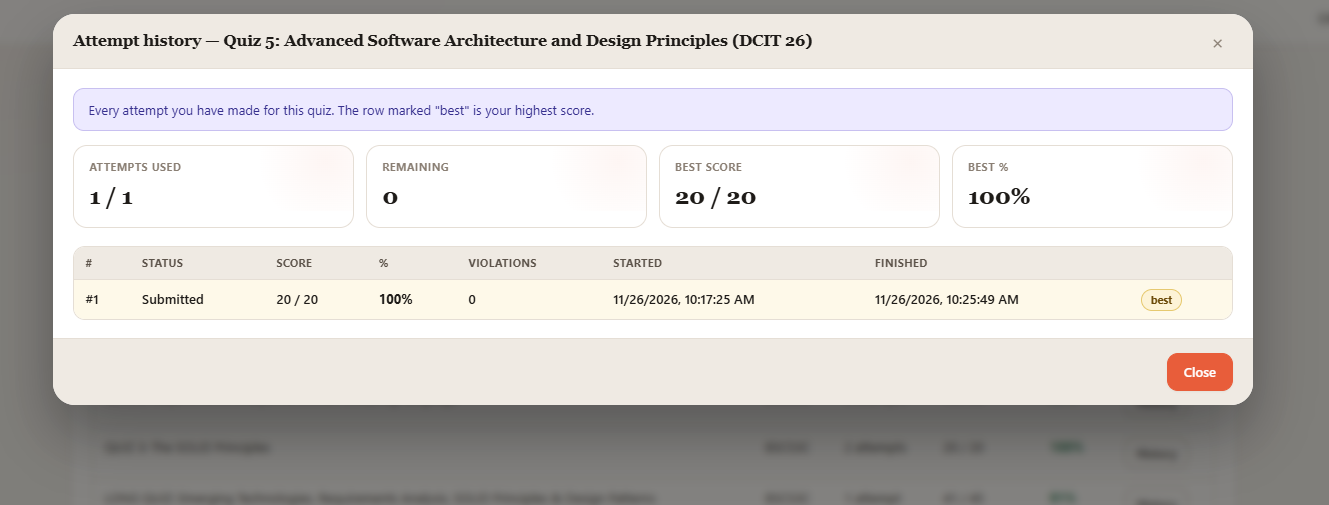 Attempt history — Quiz 5: Advanced Software Architecture and Design Principles (DCIT 26)
×
Every attempt you have made for this quiz. The row marked "best" is your highest score.
ATTEMPTS USED REMAINING BEST SCORE BEST %
1 / 1 0 20 / 20 100%
# STATUS SCORE % VIOLATIONS STARTED FINISHED
#1 Submitted 20 / 20 100% 0 11/26/2026, 10:17:25 AM 11/26/2026, 10:25:49 AM best
Close